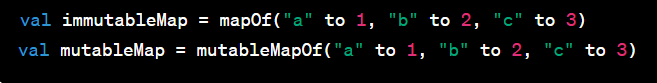 val immutableMap = mapOf("a" to 1, "b" to 2, "c" to 3)
val mutableMap = mutableMapOf("a" to 1, "b" to 2, "c" to 3)